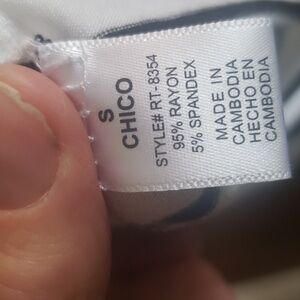 S
CHICO
STYLE# RT-8354
95% RAYON
5% SPANDEX
MADE IN
CAMBODIA
HECHO EN
CAMBODIA